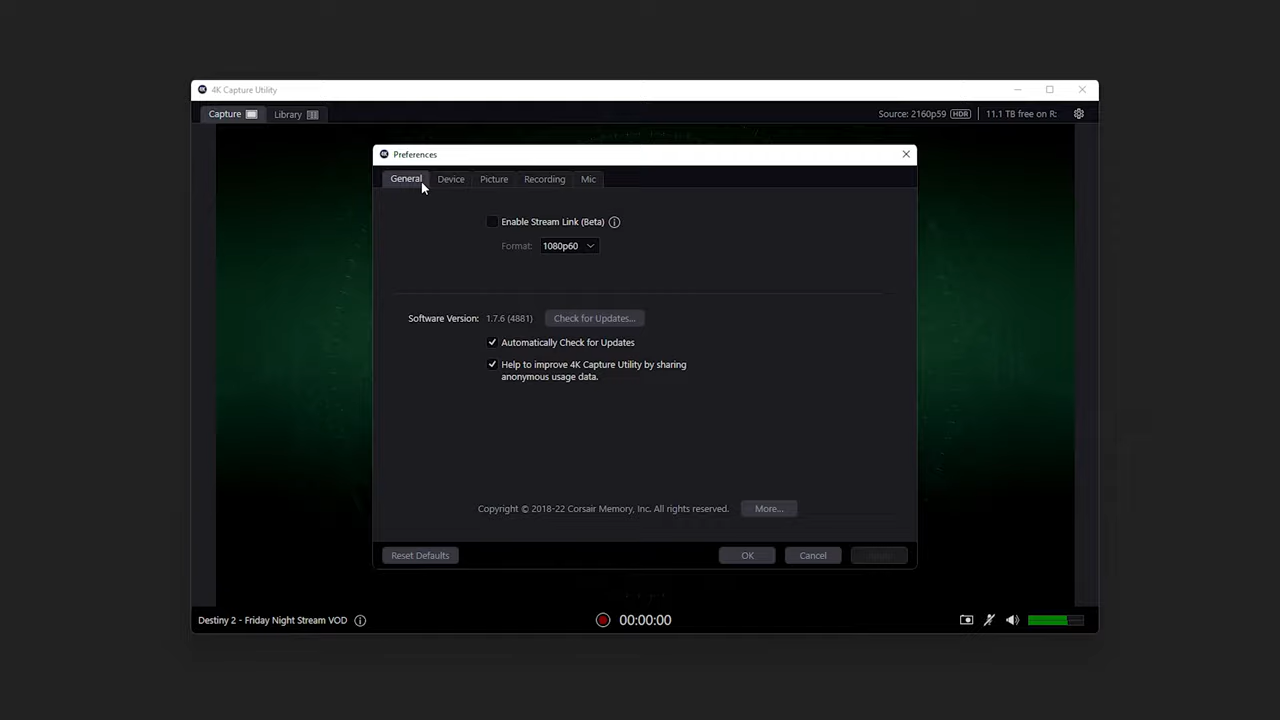 4K Capture Utility
Capture Library Source: 2160p59 HDR 11.1 TB free on R:
Preferences
General Device Picture Recording Mic
Enable Stream Link (Beta)
Format: 1080p60
Software Version: 1.7.6 (4881) Check for Updates...
Automatically Check for Updates
Help to improve 4K Capture Utility by sharing
anonymous usage data.
Copyright © 2018-22 Corsair Memory, Inc. All rights reserved. More...
Reset Defaults OK Cancel
Destiny 2 - Friday Night Stream VOD 00:00:00